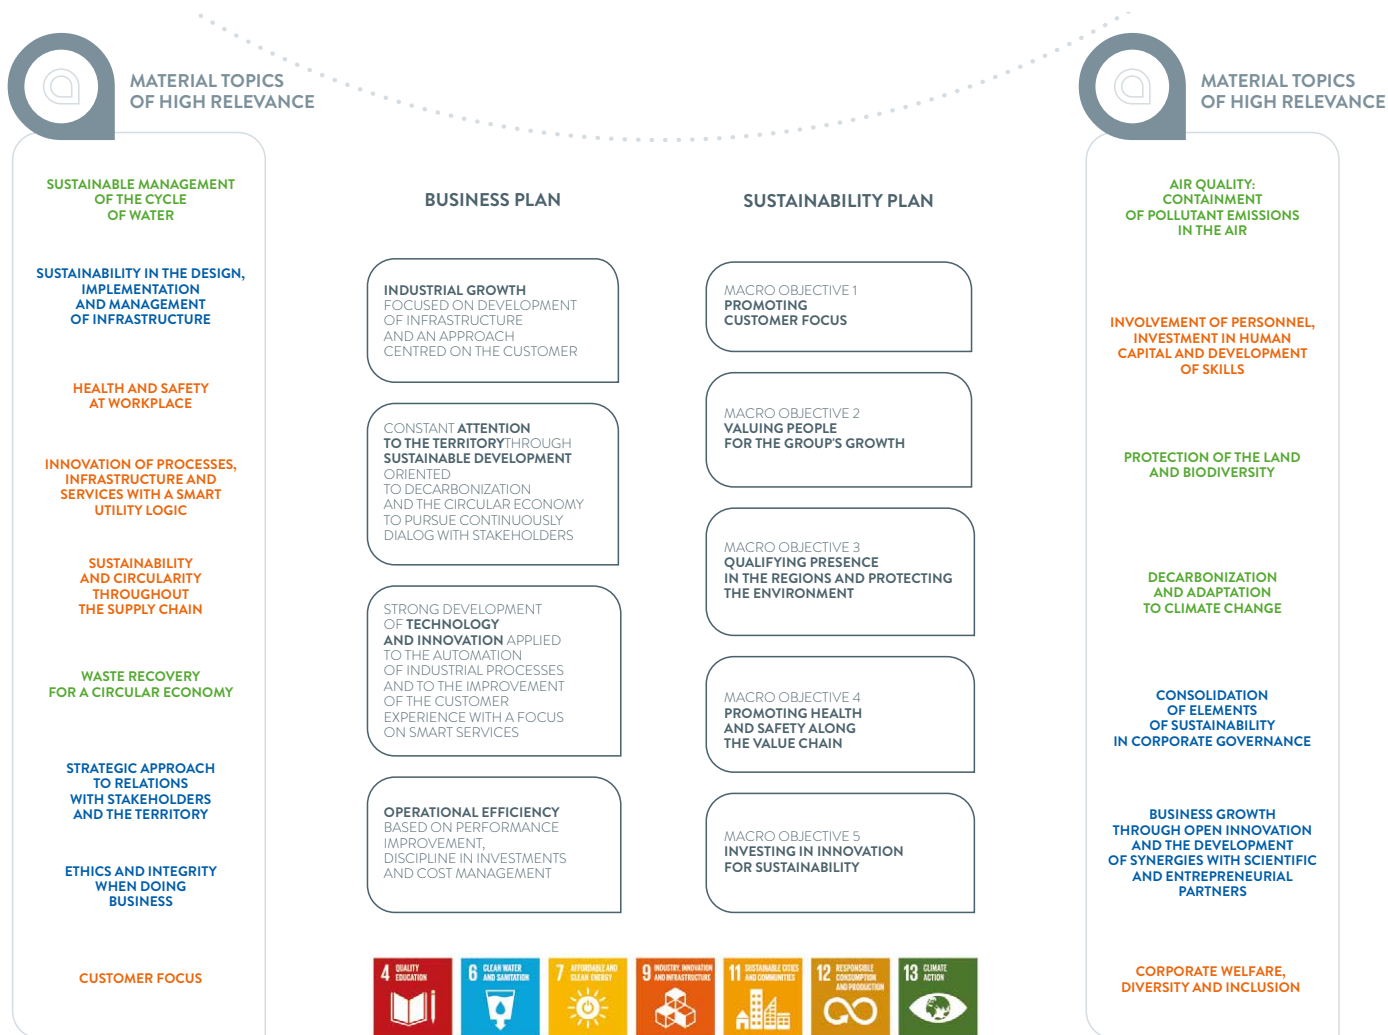 MATERIAL TOPICS
OF HIGH RELEVANCE
SUSTAINABLE MANAGEMENT
OF THE CYCLE
OF WATER
SUSTAINABILITY IN THE DESIGN,
IMPLEMENTATION
AND MANAGEMENT
OF INFRASTRUCTURE
HEALTH AND SAFETY
AT WORKPLACE
INNOVATION OF PROCESSES,
INFRASTRUCTURE AND
SERVICES WITH A SMART
UTILITY LOGIC
SUSTAINABILITY
AND CIRCULARITY
THROUGHOUT
THE SUPPLY CHAIN
WASTE RECOVERY
FOR A CIRCULAR ECONOMY
STRATEGIC APPROACH
TO RELATIONS
WITH STAKEHOLDERS
AND THE TERRITORY
ETHICS AND INTEGRITY
WHEN DOING
BUSINESS
CUSTOMER FOCUS
BUSINESS PLAN
INDUSTRIAL GROWTH
FOCUSED ON DEVELOPMENT
OF INFRASTRUCTURE
AND AN APPROACH
CENTRED ON THE CUSTOMER
CONSTANT ATTENTION
TO THE TERRITORYTHROUGH
SUSTAINABLE DEVELOPMENT
ORIENTED
TO DECARBONIZATION
AND THE CIRCULAR ECONOMY
TO PURSUE CONTINUOUSLY
DIALOG WITH STAKEHOLDERS
STRONG DEVELOPMENT
OF TECHNOLOGY
AND INNOVATION APPLIED
TO THE AUTOMATION
OF INDUSTRIAL PROCESSES
AND TO THE IMPROVEMENT
OF THE CUSTOMER
EXPERIENCE WITH A FOCUS
ON SMART SERVICES
OPERATIONAL EFFICIENCY
BASED ON PERFORMANCE
IMPROVEMENT,
DISCIPLINE IN INVESTMENTS
AND COST MANAGEMENT
SUSTAINABILITY PLAN
MACRO OBJECTIVE 1
PROMOTING
CUSTOMER FOCUS
MACRO OBJECTIVE 2
VALUING PEOPLE
FOR THE GROUP'S GROWTH
MACRO OBJECTIVE 3
QUALIFYING PRESENCE
IN THE REGIONS AND PROTECTING
THE ENVIRONMENT
MACRO OBJECTIVE 4
PROMOTING HEALTH
AND SAFETY ALONG
THE VALUE CHAIN
MACRO OBJECTIVE 5
INVESTING IN INNOVATION
FOR SUSTAINABILITY
4 QUALITY
EDUCATION
6 CLEAN WATER
AND SANITATION
7 AFFORDABLE AND
CLEAN ENERGY
9 INDUSTRY, INNOVATION
AND INFRASTRUCTURE
11 SUSTAINABLE CITIES
AND COMMUNITIES
12 RESPONSIBLE
CONSUMPTION
AND PRODUCTION
13 CLIMATE
ACTION
MATERIAL TOPICS
OF HIGH RELEVANCE
AIR QUALITY:
CONTAINMENT
OF POLLUTANT EMISSIONS
IN THE AIR
INVOLVEMENT OF PERSONNEL,
INVESTMENT IN HUMAN
CAPITAL AND DEVELOPMENT
OF SKILLS
PROTECTION OF THE LAND
AND BIODIVERSITY
DECARBONIZATION
AND ADAPTATION
TO CLIMATE CHANGE
CONSOLIDATION
OF ELEMENTS
OF SUSTAINABILITY
IN CORPORATE GOVERNANCE
BUSINESS GROWTH
THROUGH OPEN INNOVATION
AND THE DEVELOPMENT
OF SYNERGIES WITH SCIENTIFIC
AND ENTREPRENEURIAL
PARTNERS
CORPORATE WELFARE,
DIVERSITY AND INCLUSION